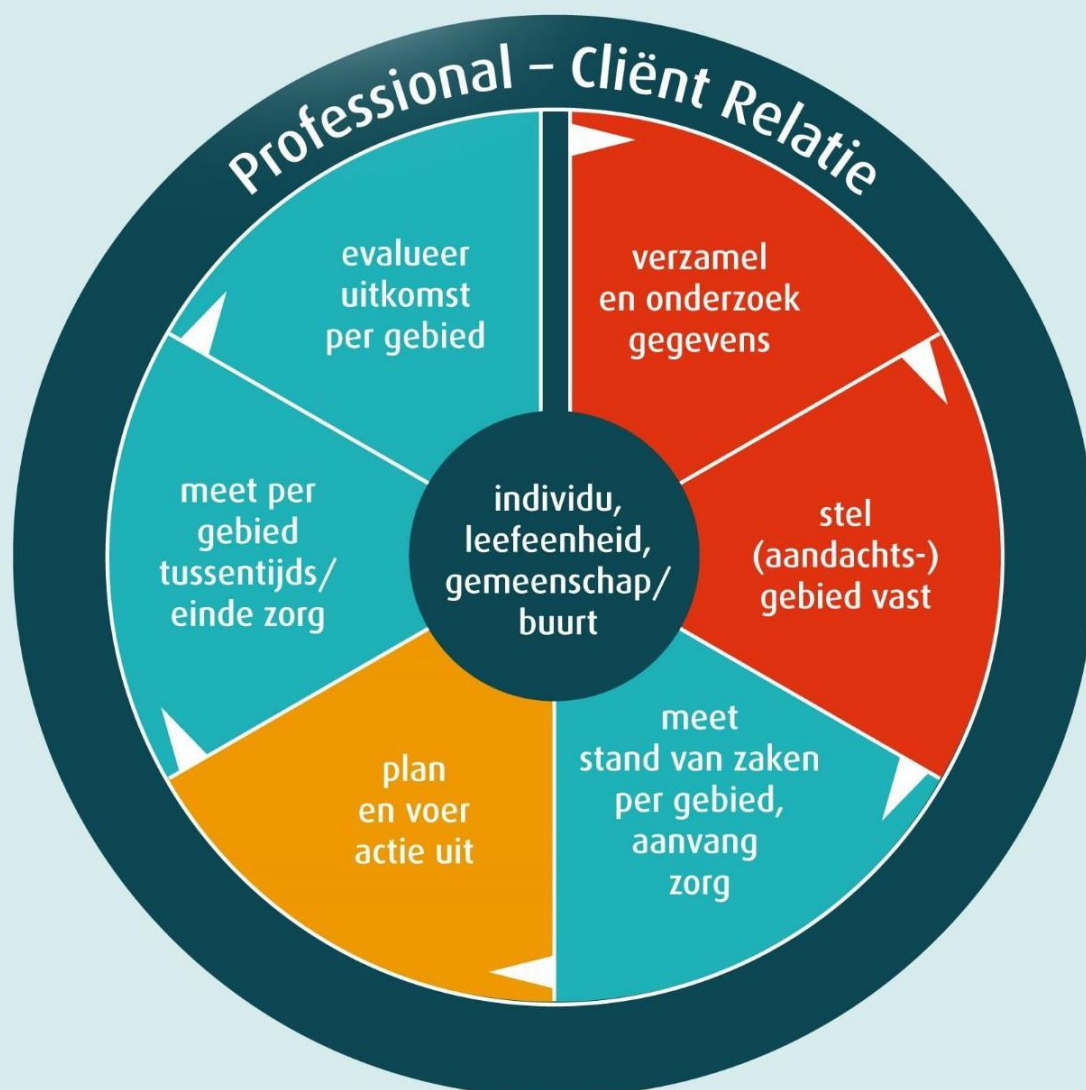 Professional – Cliënt Relatie
verzamel
en onderzoek
gegevens
stel
(aandachts-)
gebied vast
meet
stand van zaken
per gebied,
aanvang
zorg
plan
en voer
actie uit
meet per
gebied
tussentijds/
einde zorg
evalueer
uitkomst
per gebied
individu,
leefeenheid,
gemeenschap/
buurt